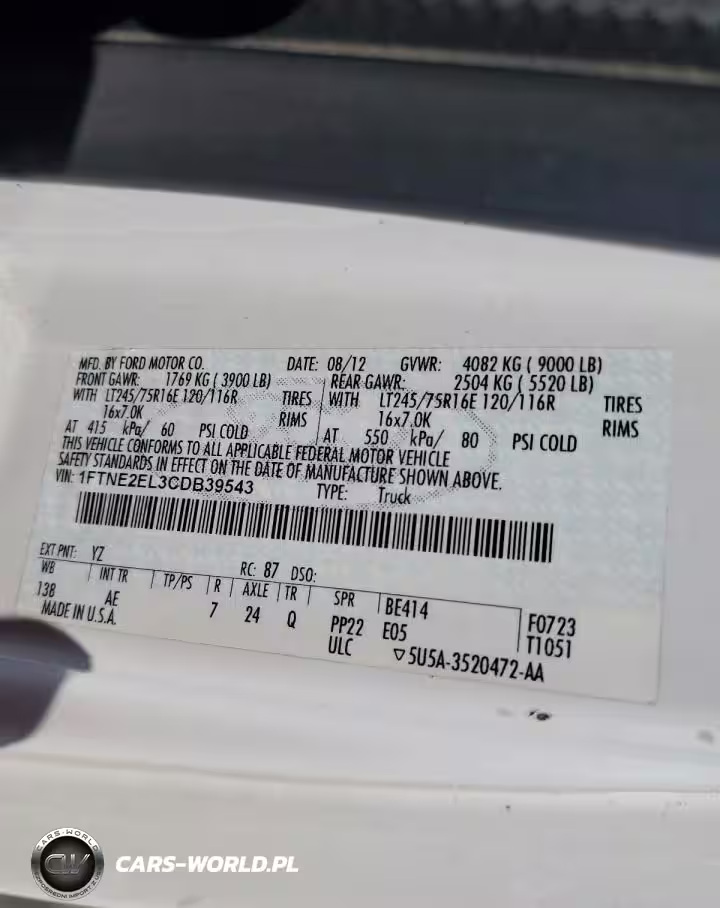 MFD. BY FORD MOTOR CO. DATE: 08/12 GVWR: 4082 KG ( 9000 LB)
FRONT GAWR: 1769 KG ( 3900 LB) REAR GAWR: 2504 KG ( 5520 LB)
WITH LT245/75R16E 120/116R TIRES WITH LT245/75R16E 120/116R TIRES
16x7.0K RIMS 16x7.0K RIMS
AT 415 kPa/ 60 PSI COLD AT 550 kPa/ 80 PSI COLD
THIS VEHICLE CONFORMS TO ALL APPLICABLE FEDERAL MOTOR VEHICLE
SAFETY STANDARDS IN EFFECT ON THE DATE OF MANUFACTURE SHOWN ABOVE.
VIN: 1FTNE2EL3CDB39543 TYPE: Truck
EXT PNT: YZ RC: 87 DSO:
WB INT TR TP/PS R AXLE TR SPR BE414 F0723
138 AE 7 24 Q PP22 E05 T1051
MADE IN U.S.A. ULC ▽5U5A-3520472-AA
CARS-WORLD
CW
CARS-WORLD.PL